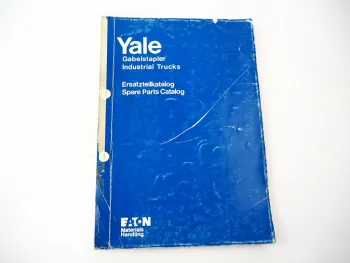 Yale
Gabelstapler
Industrial Trucks
Ersatzteilkatalog
Spare Parts Catalog
EATON
Materials
Handling